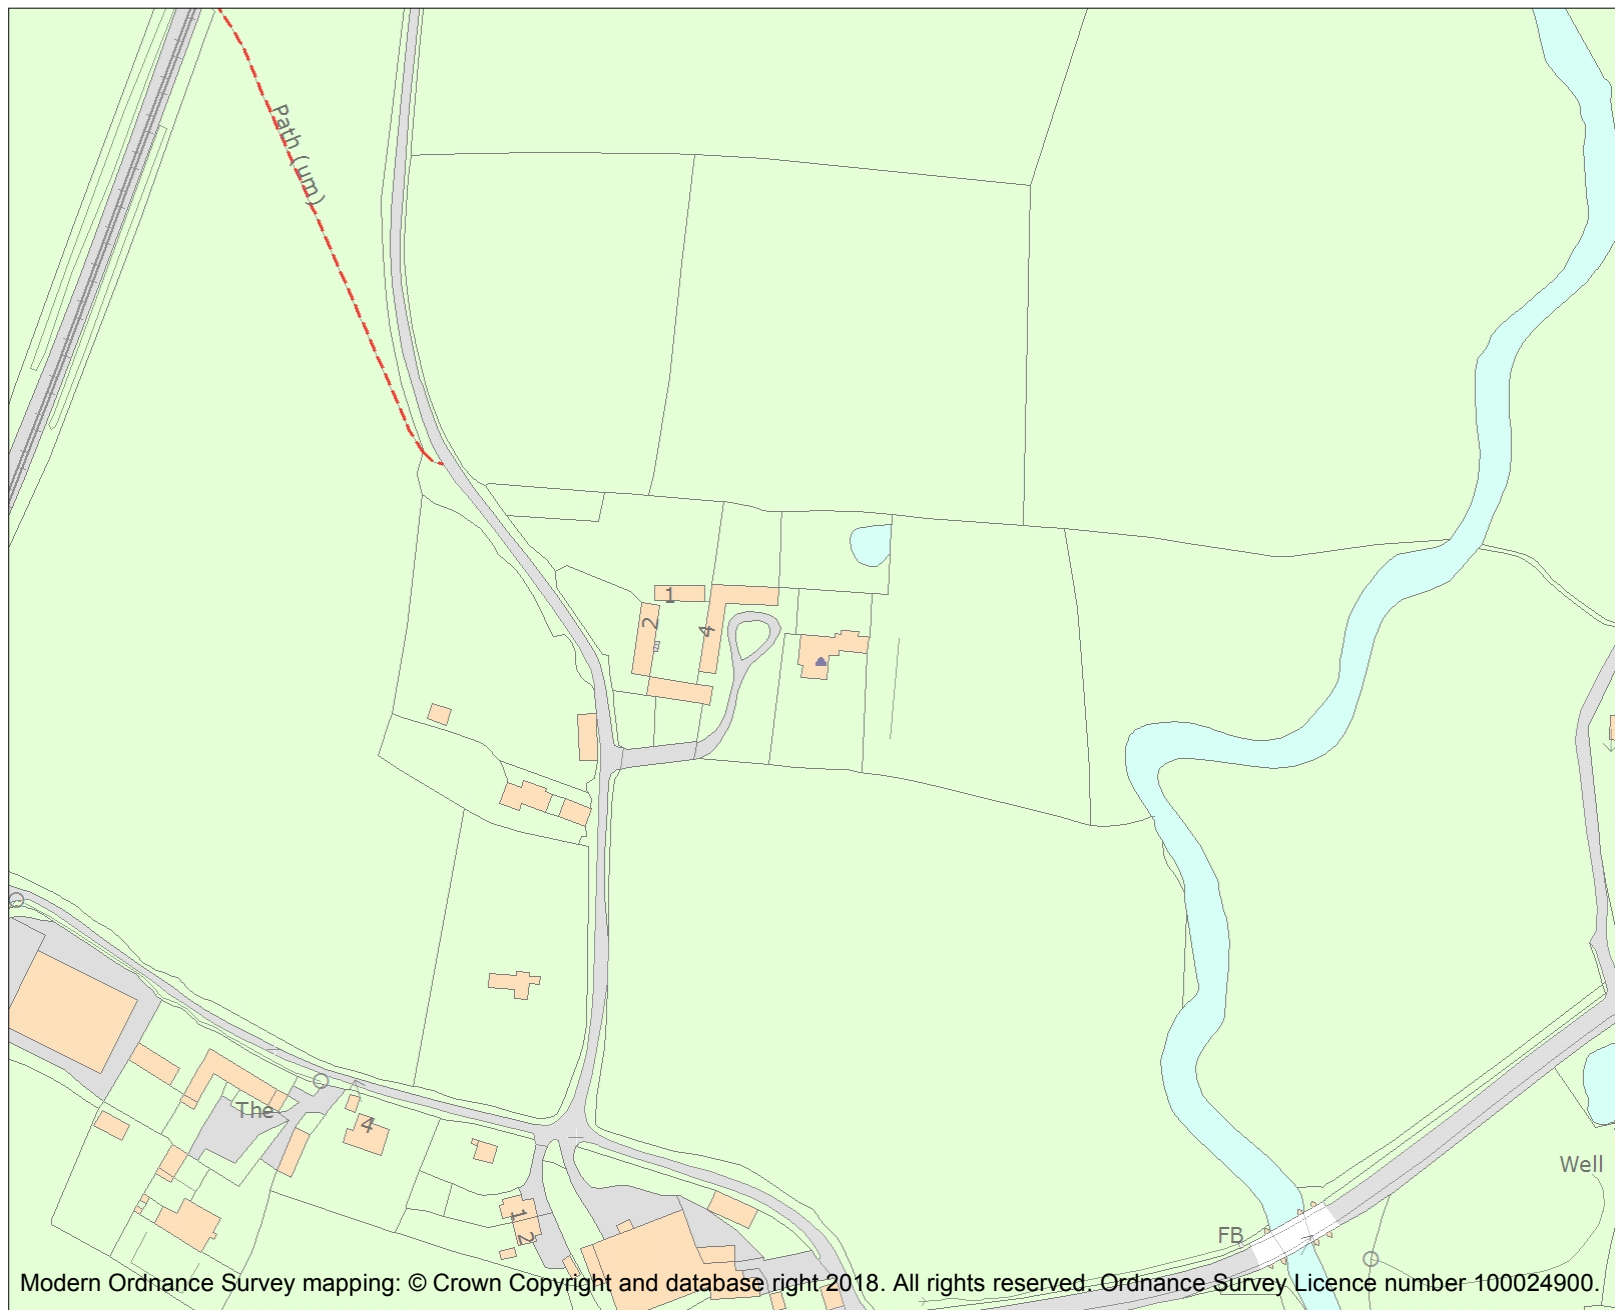 Path (um)
1
2
4
The
4
1
2
Well
FB
Modern Ordnance Survey mapping: © Crown Copyright and database right 2018. All rights reserved. Ordnance Survey Licence number 100024900.